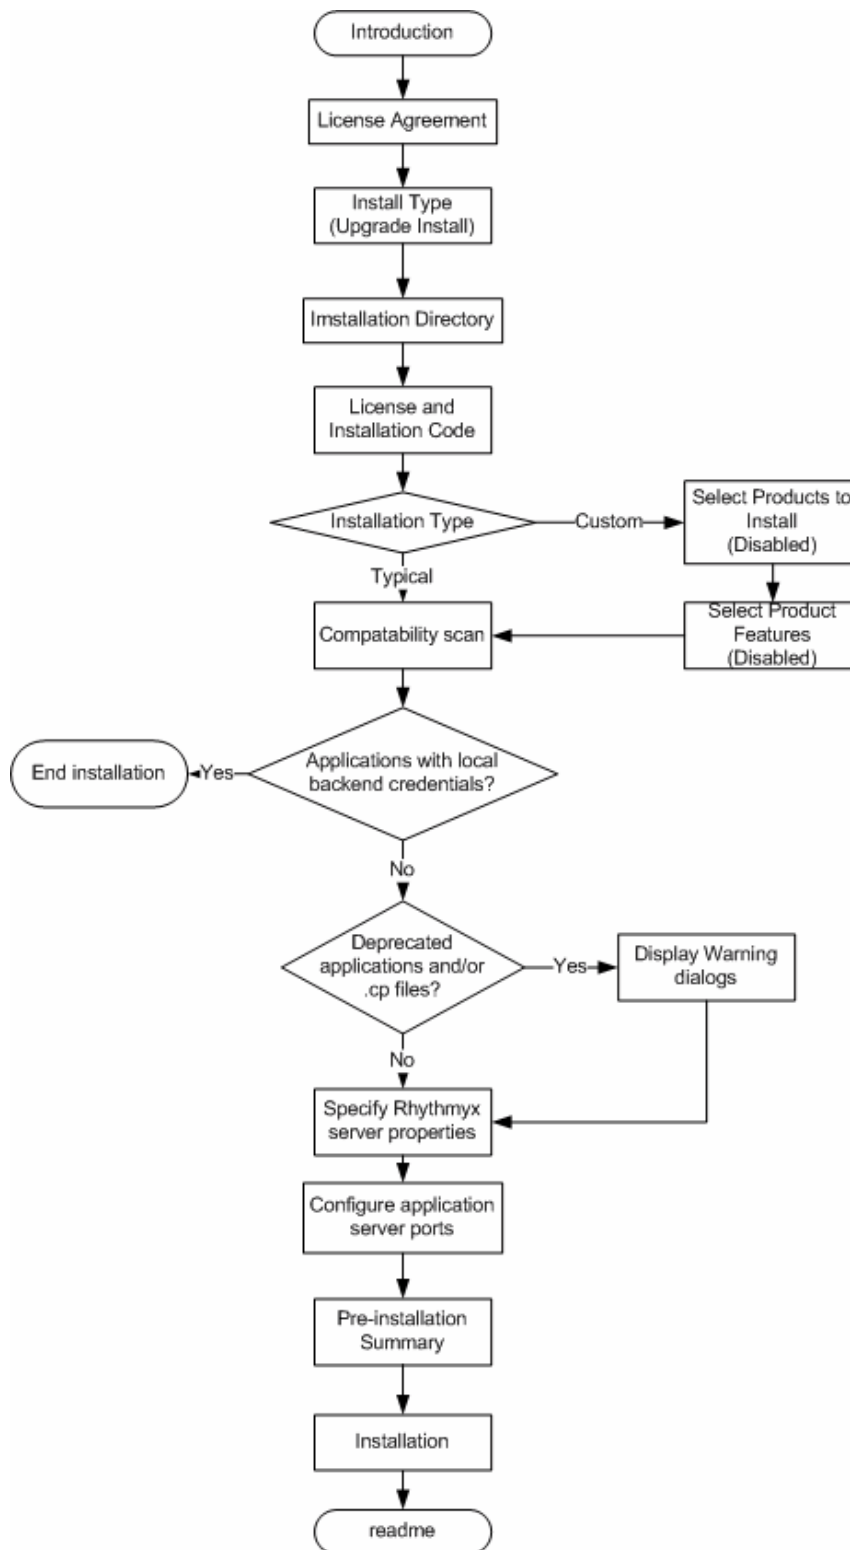 Introduction
License Agreement
Install Type
(Upgrade Install)
Imstallation Directory
License and
Installation Code
Installation Type
Custom
Select Products to
Install
(Disabled)
Typical
Select Product
Features
(Disabled)
Compatability scan
Applications with local
backend credentials?
Yes
End installation
No
Deprecated
applications and/or
.cp files?
Yes
Display Warning
dialogs
No
Specify Rhythmyx
server properties
Configure application
server ports
Pre-installation
Summary
Installation
readme